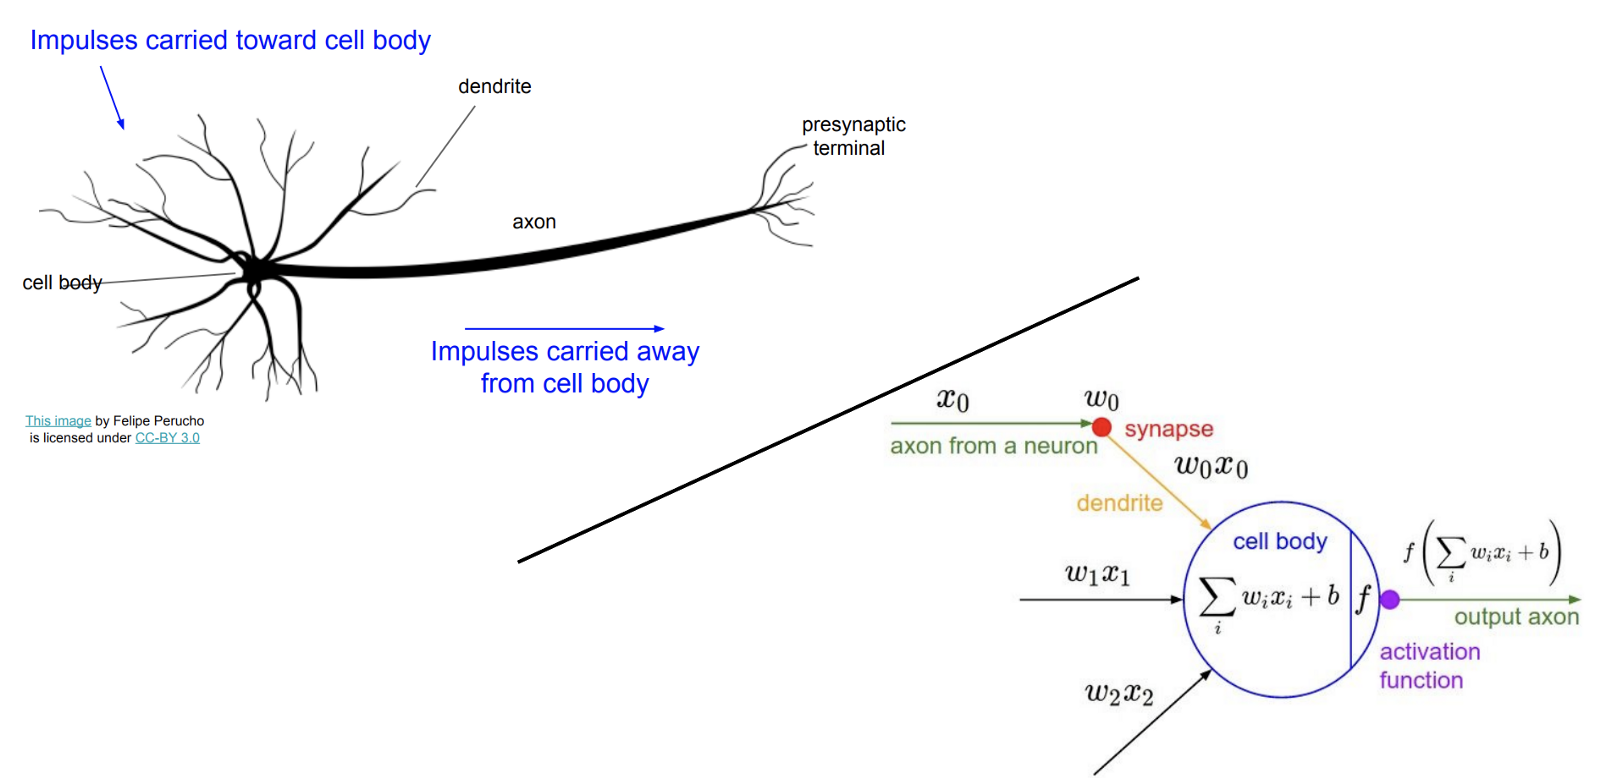 Impulses carried toward cell body
dendrite
presynaptic
terminal
axon
cell body
Impulses carried away
from cell body
This image by Felipe Perucho
is licensed under CC-BY 3.0
x₀
w₀
axon from a neuron
synapse
w₀x₀
dendrite
cell body
f(∑ᵢ wᵢxᵢ + b)
w₁x₁
∑ᵢ wᵢxᵢ + b
f
output axon
activation
function
w₂x₂